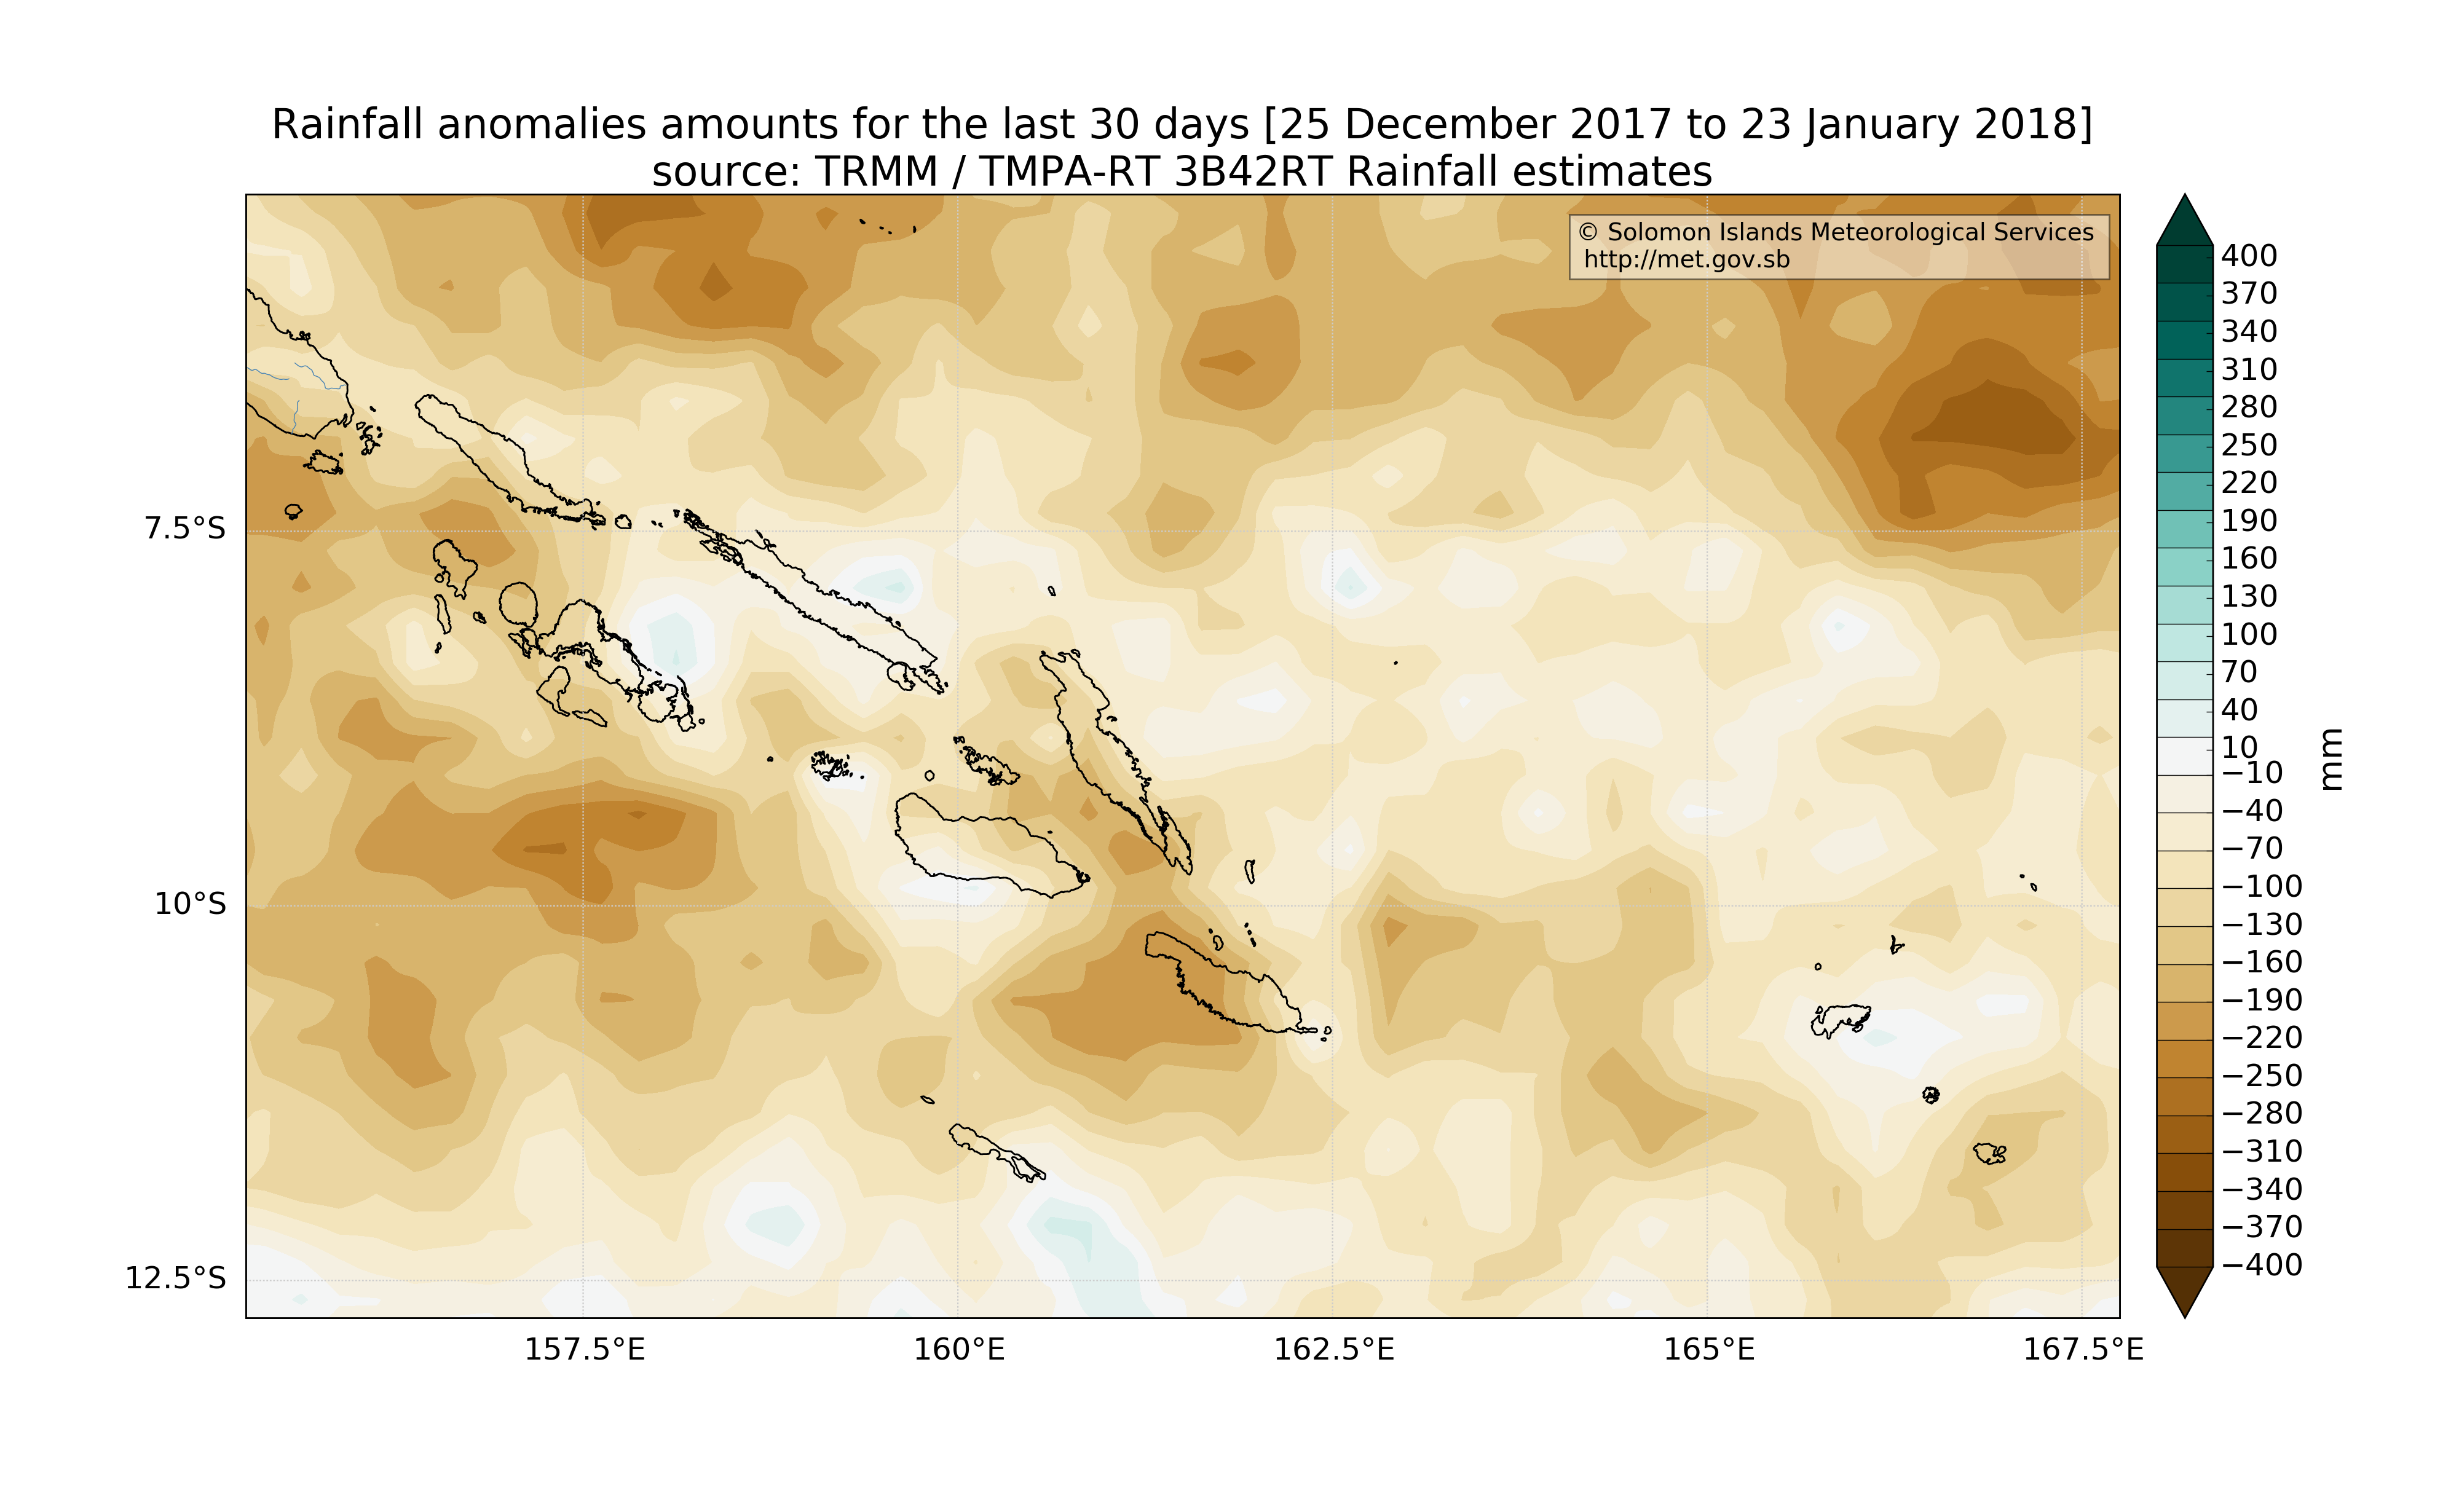 Rainfall anomalies amounts for the last 30 days [25 December 2017 to 23 January 2018]
source: TRMM / TMPA-RT 3B42RT Rainfall estimates
© Solomon Islands Meteorological Services
http://met.gov.sb
7.5°S
10°S
12.5°S
157.5°E
160°E
162.5°E
165°E
167.5°E
400
370
340
310
280
250
220
190
160
130
100
70
40
10
−10
−40
−70
−100
−130
−160
−190
−220
−250
−280
−310
−340
−370
−400
mm